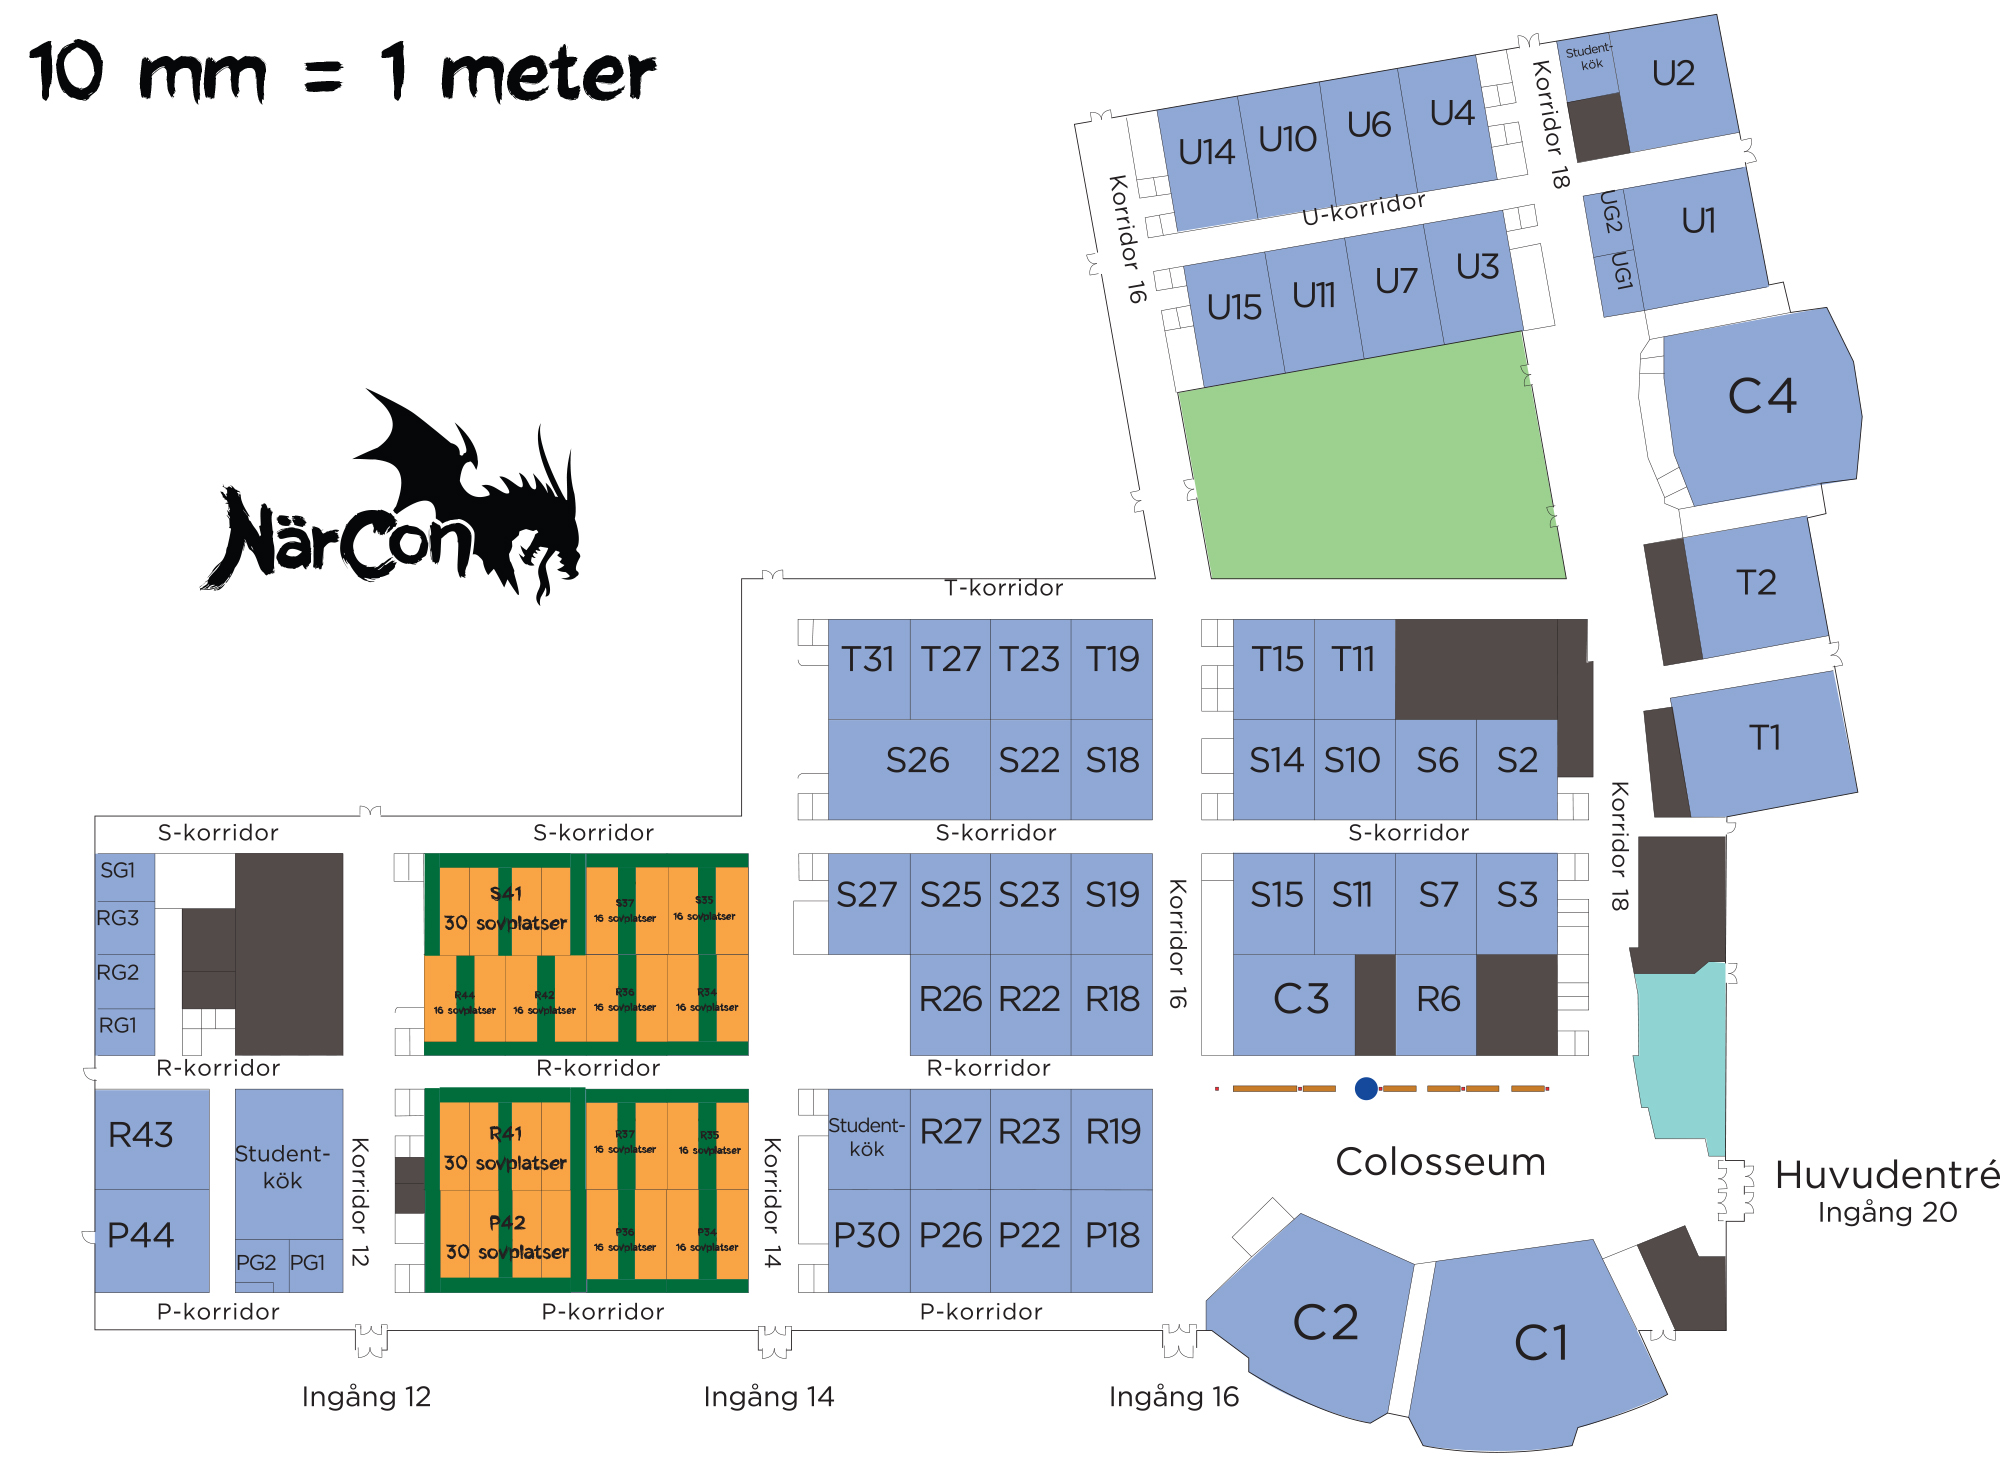 10 mm = 1 meter
NärCon
Student-
kök
U2
U14
U10
U6
U4
Korridor 18
Korridor 16
U-korridor
UG2
UG1
U1
U15
U11
U7
U3
C4
T2
T1
T-korridor
T31
T27
T23
T19
T15
T11
S26
S22
S18
S14
S10
S6
S2
S-korridor
S-korridor
S-korridor
S-korridor
Korridor 18
SG1
RG3
RG2
RG1
S41
30 sovplatser
S37
16 sovplatser
S35
16 sovplatser
R44
16 sovplatser
R42
16 sovplatser
R36
16 sovplatser
R34
16 sovplatser
S27
S25
S23
S19
R26
R22
R18
Korridor 16
S15
S11
S7
S3
C3
R6
R-korridor
R-korridor
R-korridor
R43
P44
Student-
kök
PG2
PG1
Korridor 12
R41
30 sovplatser
R37
16 sovplatser
R35
16 sovplatser
P42
30 sovplatser
P36
16 sovplatser
P34
16 sovplatser
Korridor 14
Student-
kök
R27
R23
R19
P30
P26
P22
P18
Colosseum
Huvudentré
Ingång 20
C2
C1
P-korridor
P-korridor
P-korridor
Ingång 12
Ingång 14
Ingång 16